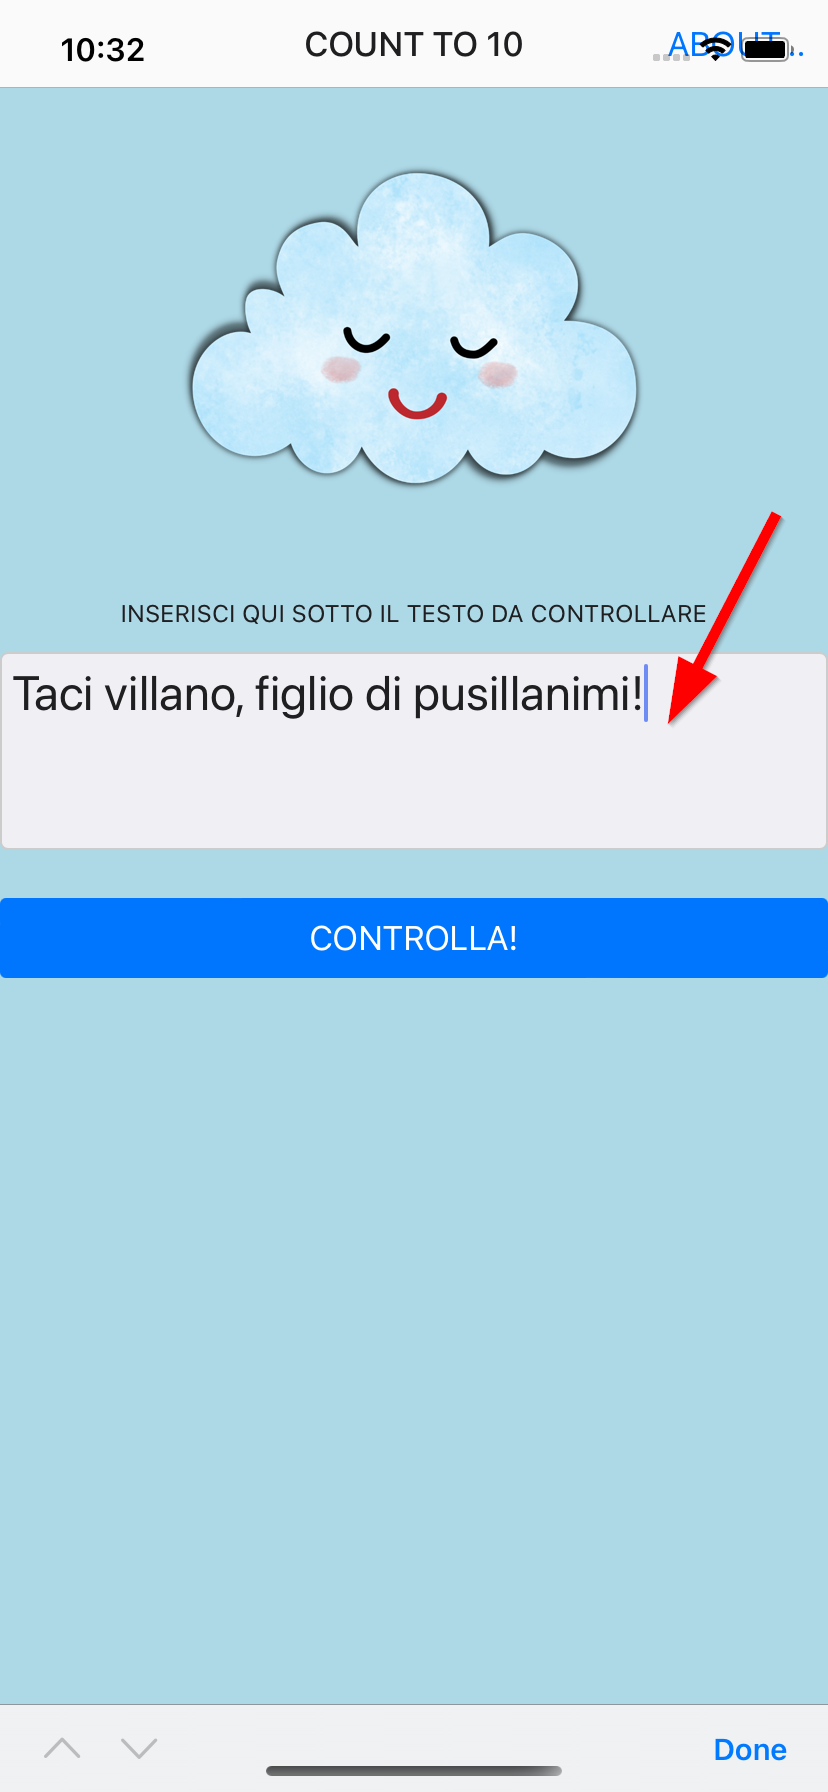 10:32
COUNT TO 10
ABOUT...
INSERISCI QUI SOTTO IL TESTO DA CONTROLLARE
Taci villano, figlio di pusillanimi!
CONTROLLA!
Done